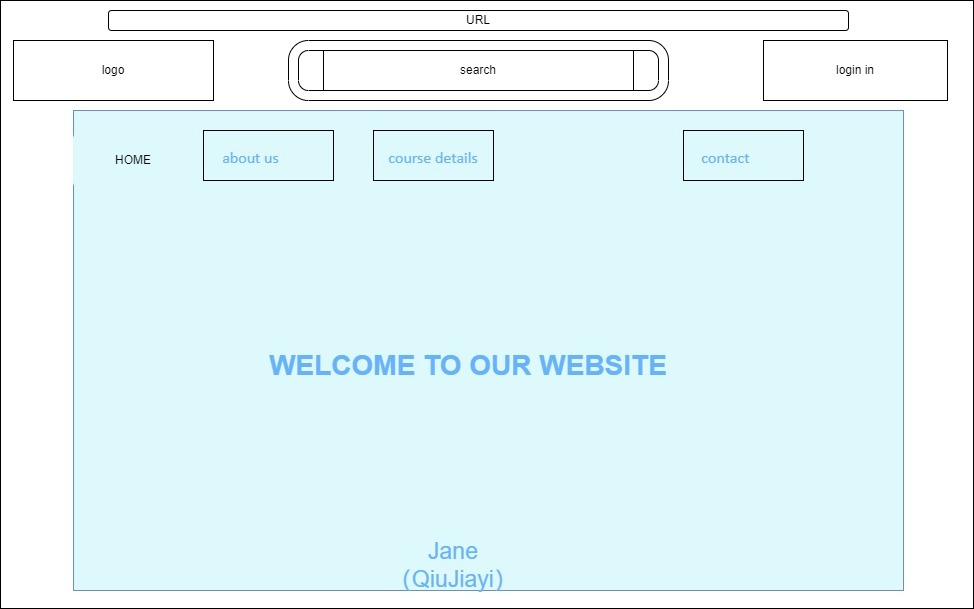 URL
logo
search
login in
HOME
about us
course details
contact
WELCOME TO OUR WEBSITE
Jane
（QiuJiayi）